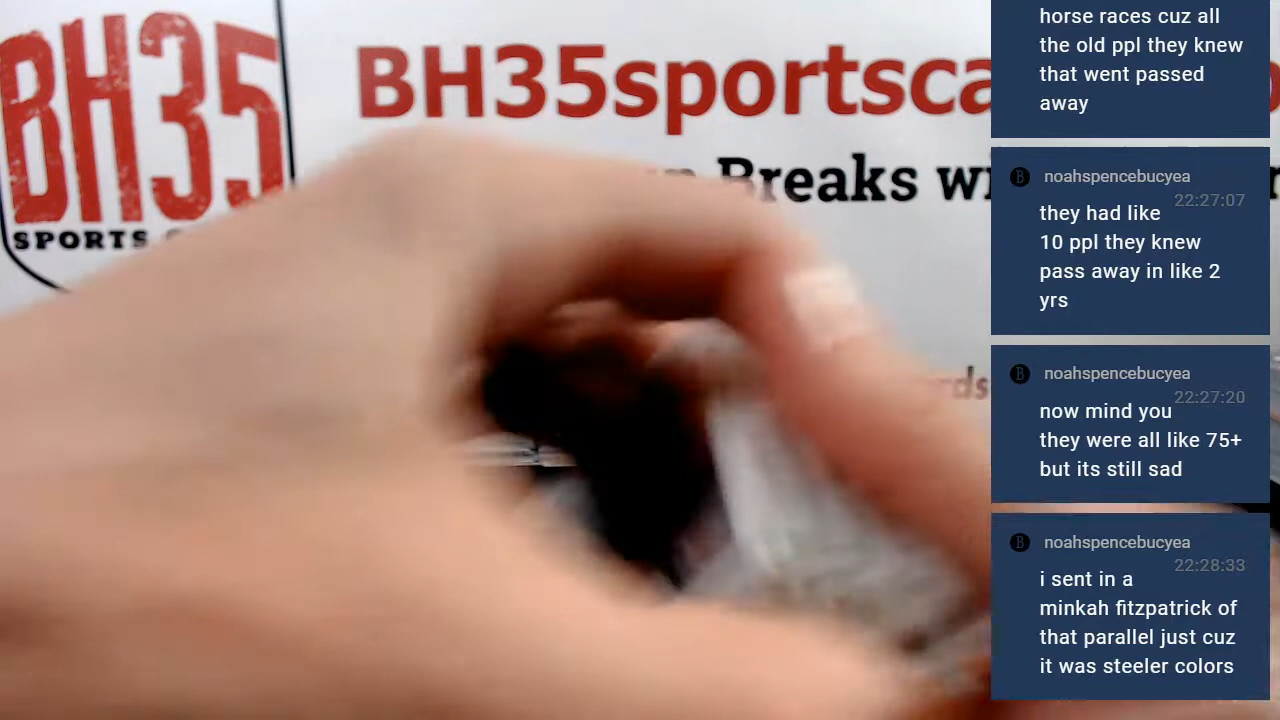 BH35
SPORTS
BH35sportsca
Breaks wi
rds
horse races cuz all
the old ppl they knew
that went passed
away
noahspencebucyea
22:27:07
they had like
10 ppl they knew
pass away in like 2
yrs
noahspencebucyea
22:27:20
now mind you
they were all like 75+
but its still sad
noahspencebucyea
22:28:33
i sent in a
minkah fitzpatrick of
that parallel just cuz
it was steeler colors